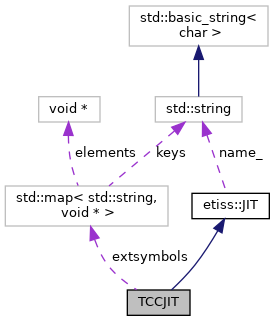 std::basic_string<
char >
void *
std::string
elements
keys
name_
std::map< std::string,
void * >
etiss::JIT
extsymbols
TCCJIT